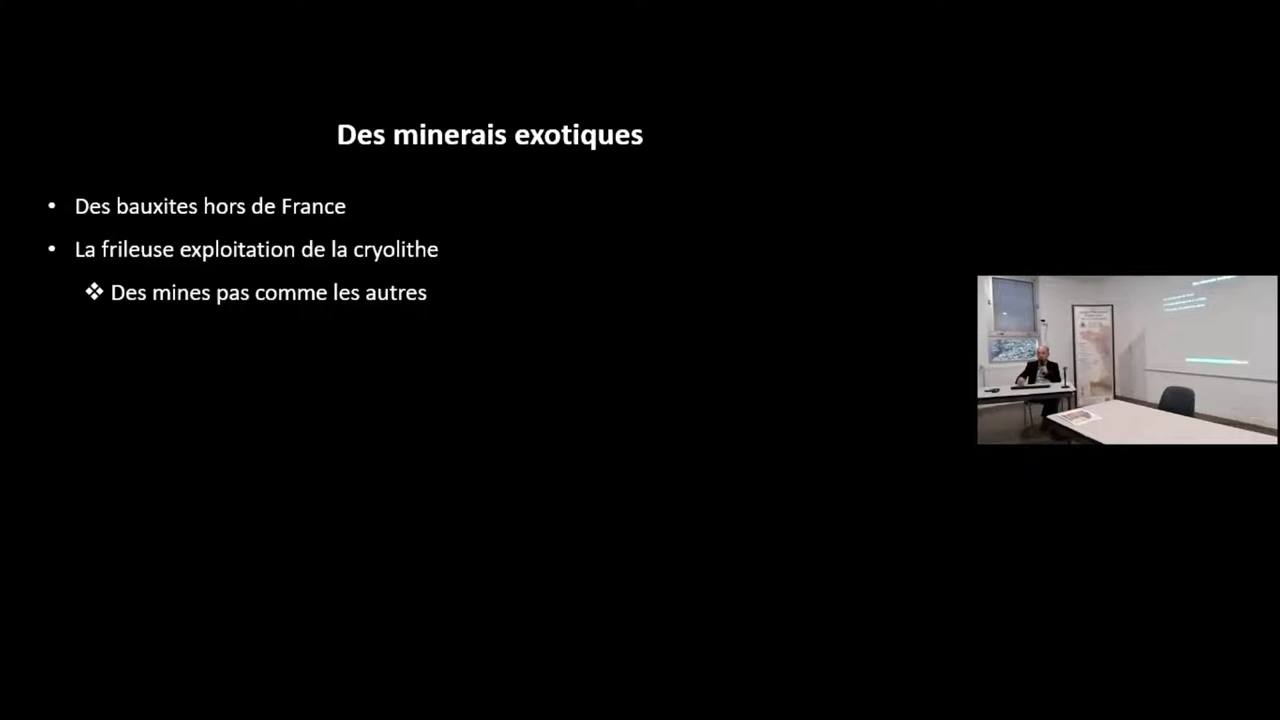 Des minerais exotiques
• Des bauxites hors de France
• La frileuse exploitation de la cryolithe
❖ Des mines pas comme les autres